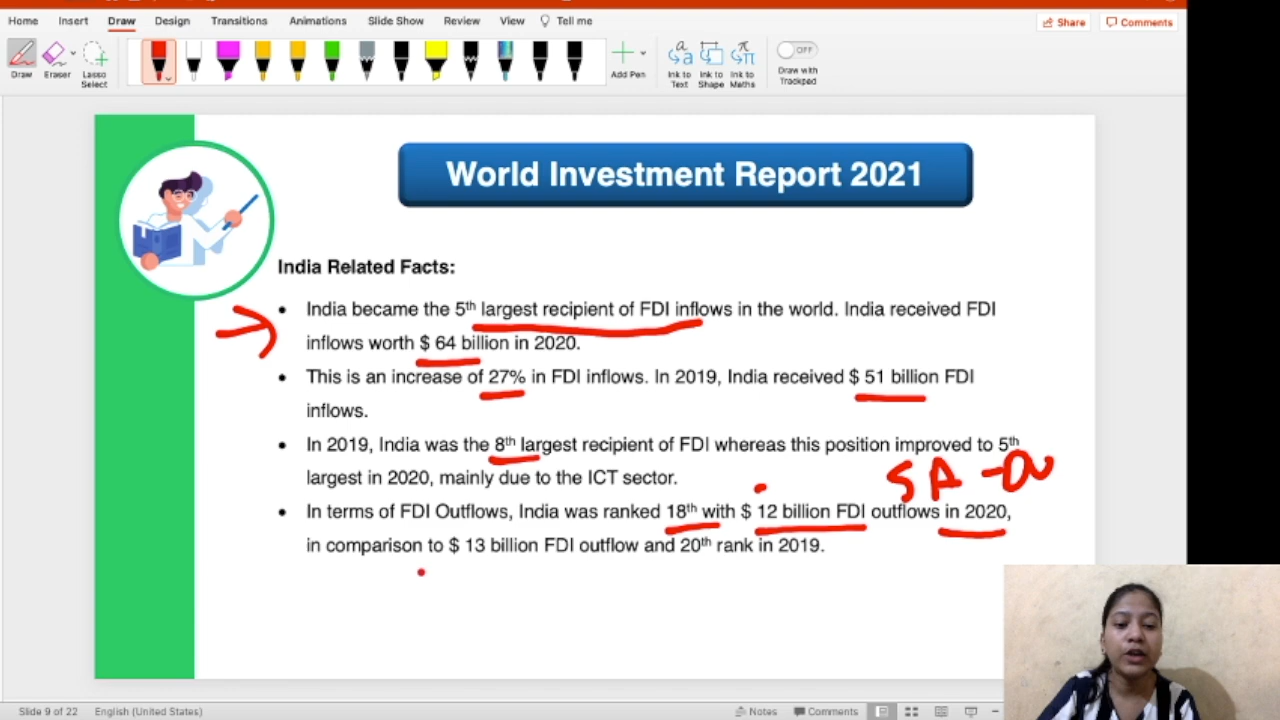 Home Insert Draw Design Transitions Animations Slide Show Review View Tell me Share Comments
OFF
Draw Eraser Lasso Select Add Pen Ink to Text Ink to Shape Ink to Maths Draw with Trackpad
World Investment Report 2021
India Related Facts:
• India became the 5th largest recipient of FDI inflows in the world. India received FDI
inflows worth $ 64 billion in 2020.
• This is an increase of 27% in FDI inflows. In 2019, India received $ 51 billion FDI
inflows.
• In 2019, India was the 8th largest recipient of FDI whereas this position improved to 5th
largest in 2020, mainly due to the ICT sector.
SA
• In terms of FDI Outflows, India was ranked 18th with $ 12 billion FDI outflows in 2020,
in comparison to $ 13 billion FDI outflow and 20th rank in 2019.
Slide 9 of 22 English (United States) Notes Comments